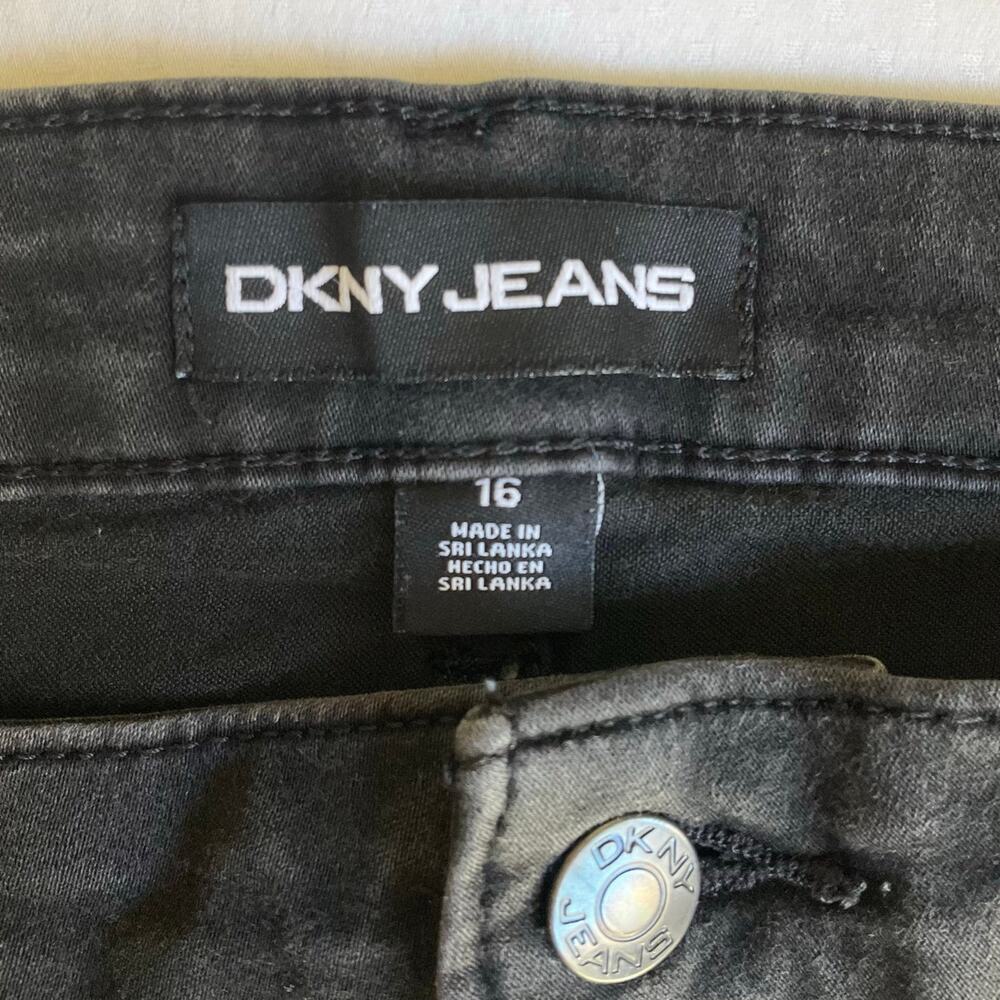 DKNY JEANS
16
MADE IN
SRI LANKA
HECHO EN
SRI LANKA
DKNY
JEANS